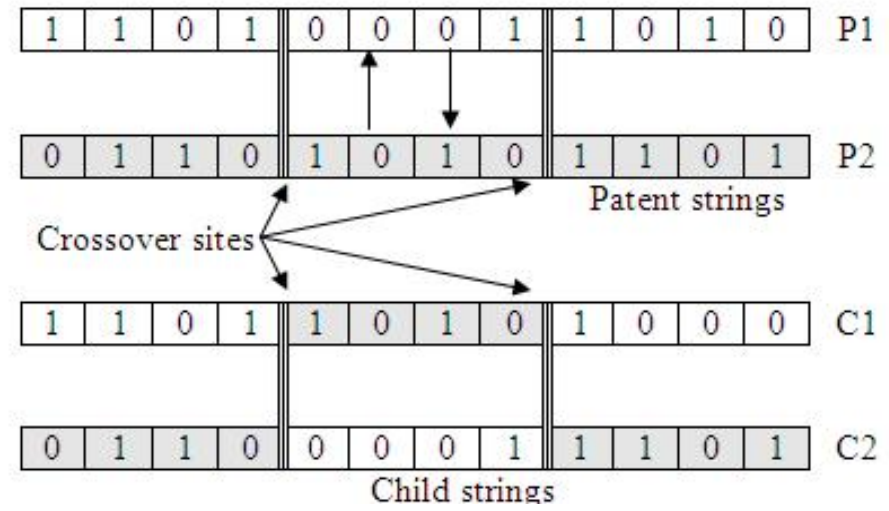 1 1 0 1 0 0 0 1 1 0 1 0 P1
0 1 1 0 1 0 1 0 1 1 0 1 P2
Patent strings
Crossover sites
1 1 0 1 1 0 1 0 1 0 0 0 C1
0 1 1 0 0 0 0 1 1 1 0 1 C2
Child strings